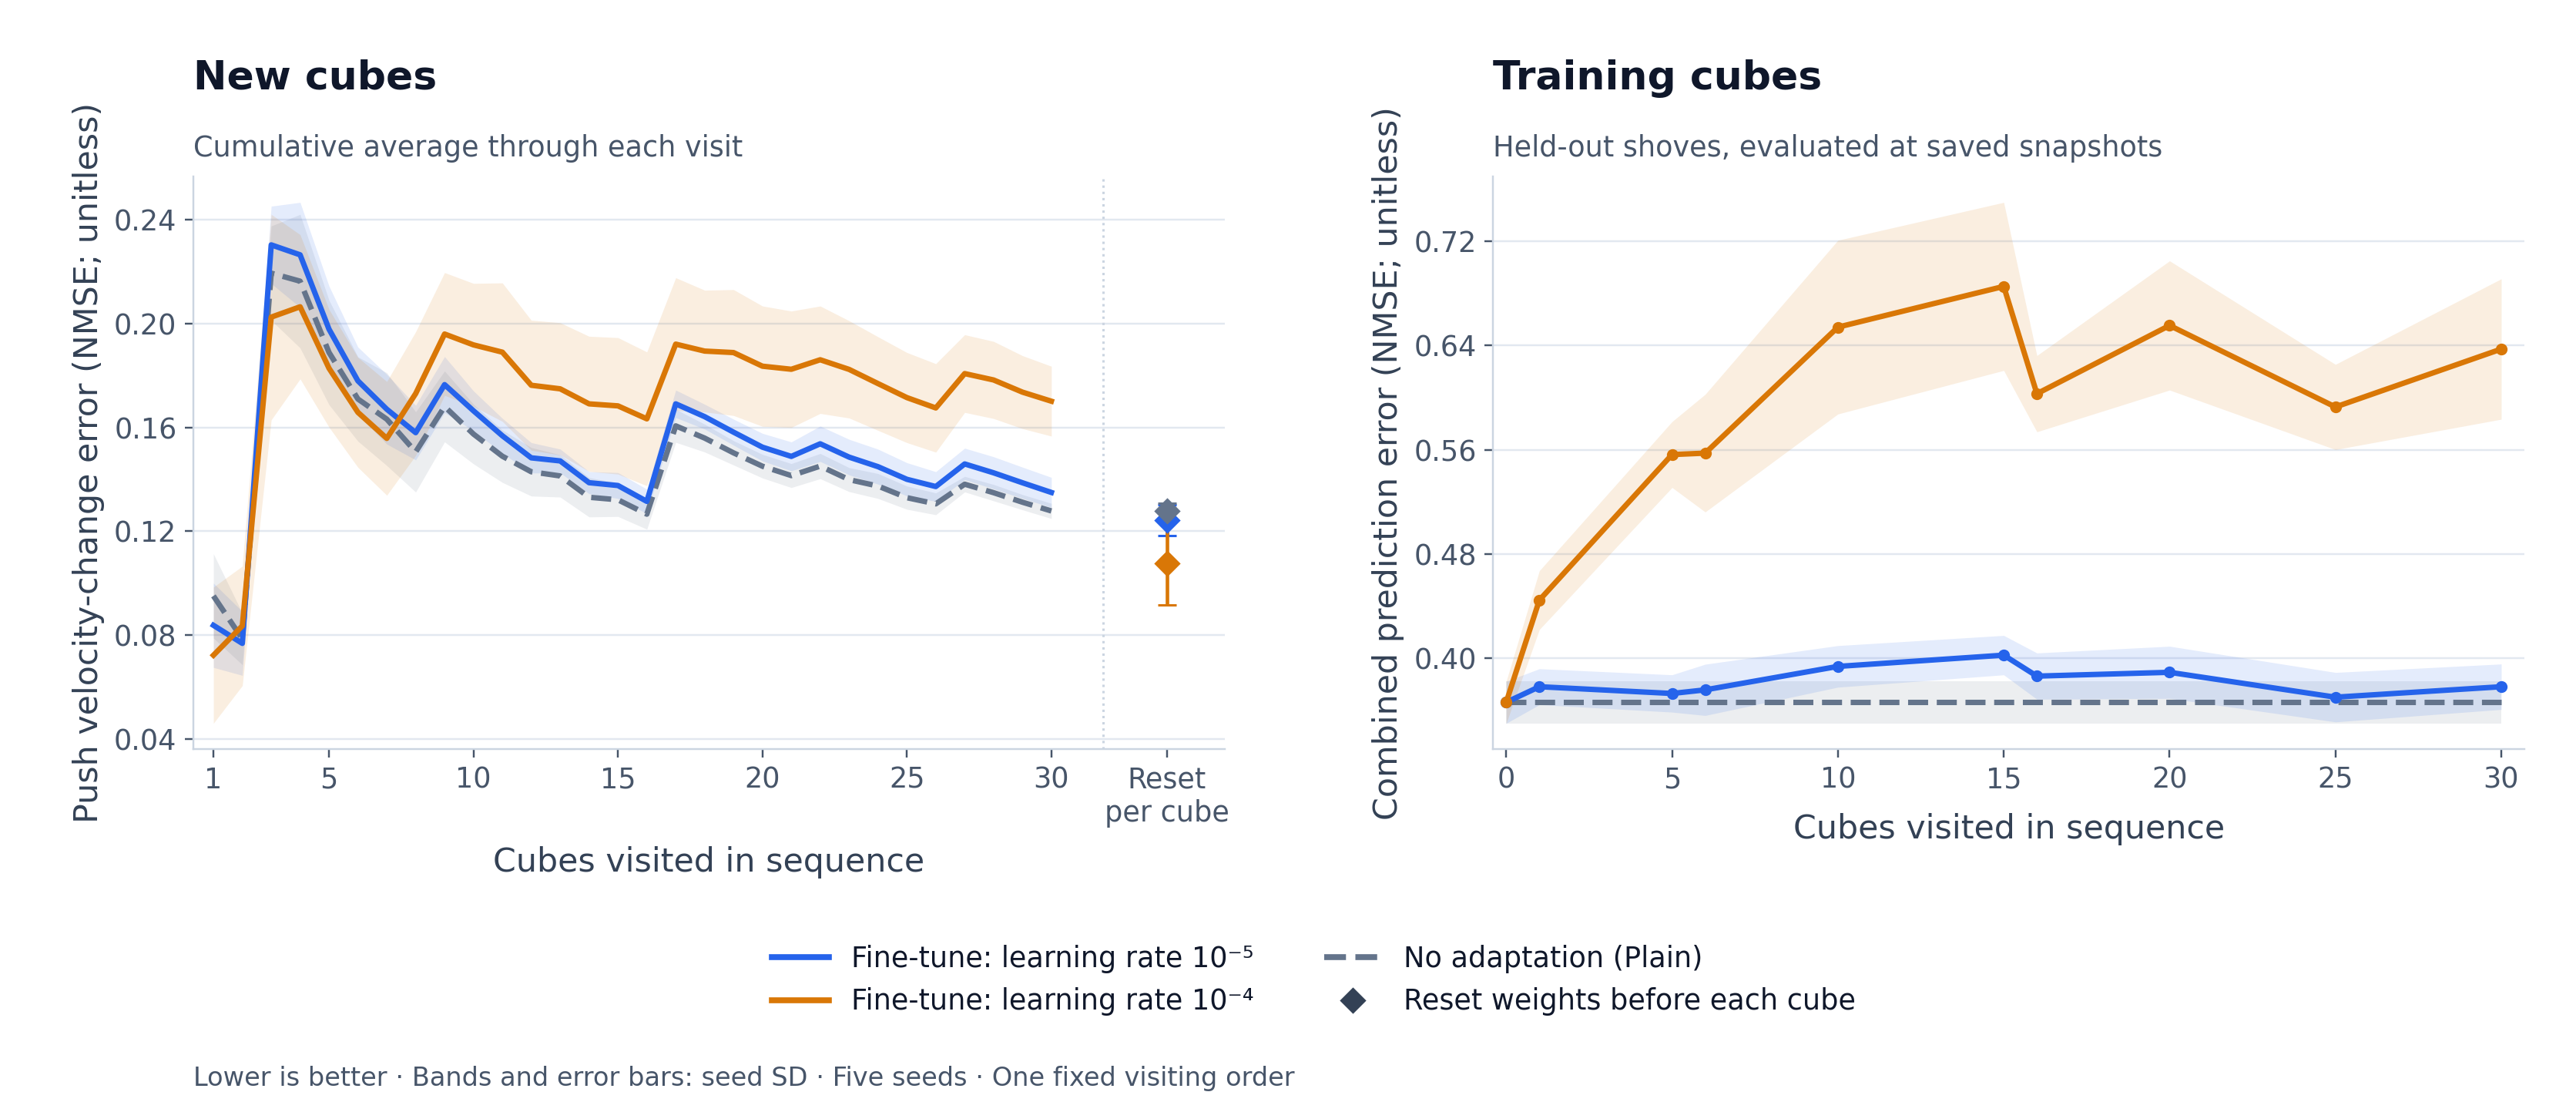 New cubes
Cumulative average through each visit
Push velocity-change error (NMSE; unitless)
0.24
0.20
0.16
0.12
0.08
0.04
1
5
10
15
20
25
30
Reset
per cube
Cubes visited in sequence
Training cubes
Held-out shoves, evaluated at saved snapshots
Combined prediction error (NMSE; unitless)
0.72
0.64
0.56
0.48
0.40
0
5
10
15
20
25
30
Cubes visited in sequence
Fine-tune: learning rate 10⁻⁵
Fine-tune: learning rate 10⁻⁴
No adaptation (Plain)
Reset weights before each cube
Lower is better · Bands and error bars: seed SD · Five seeds · One fixed visiting order